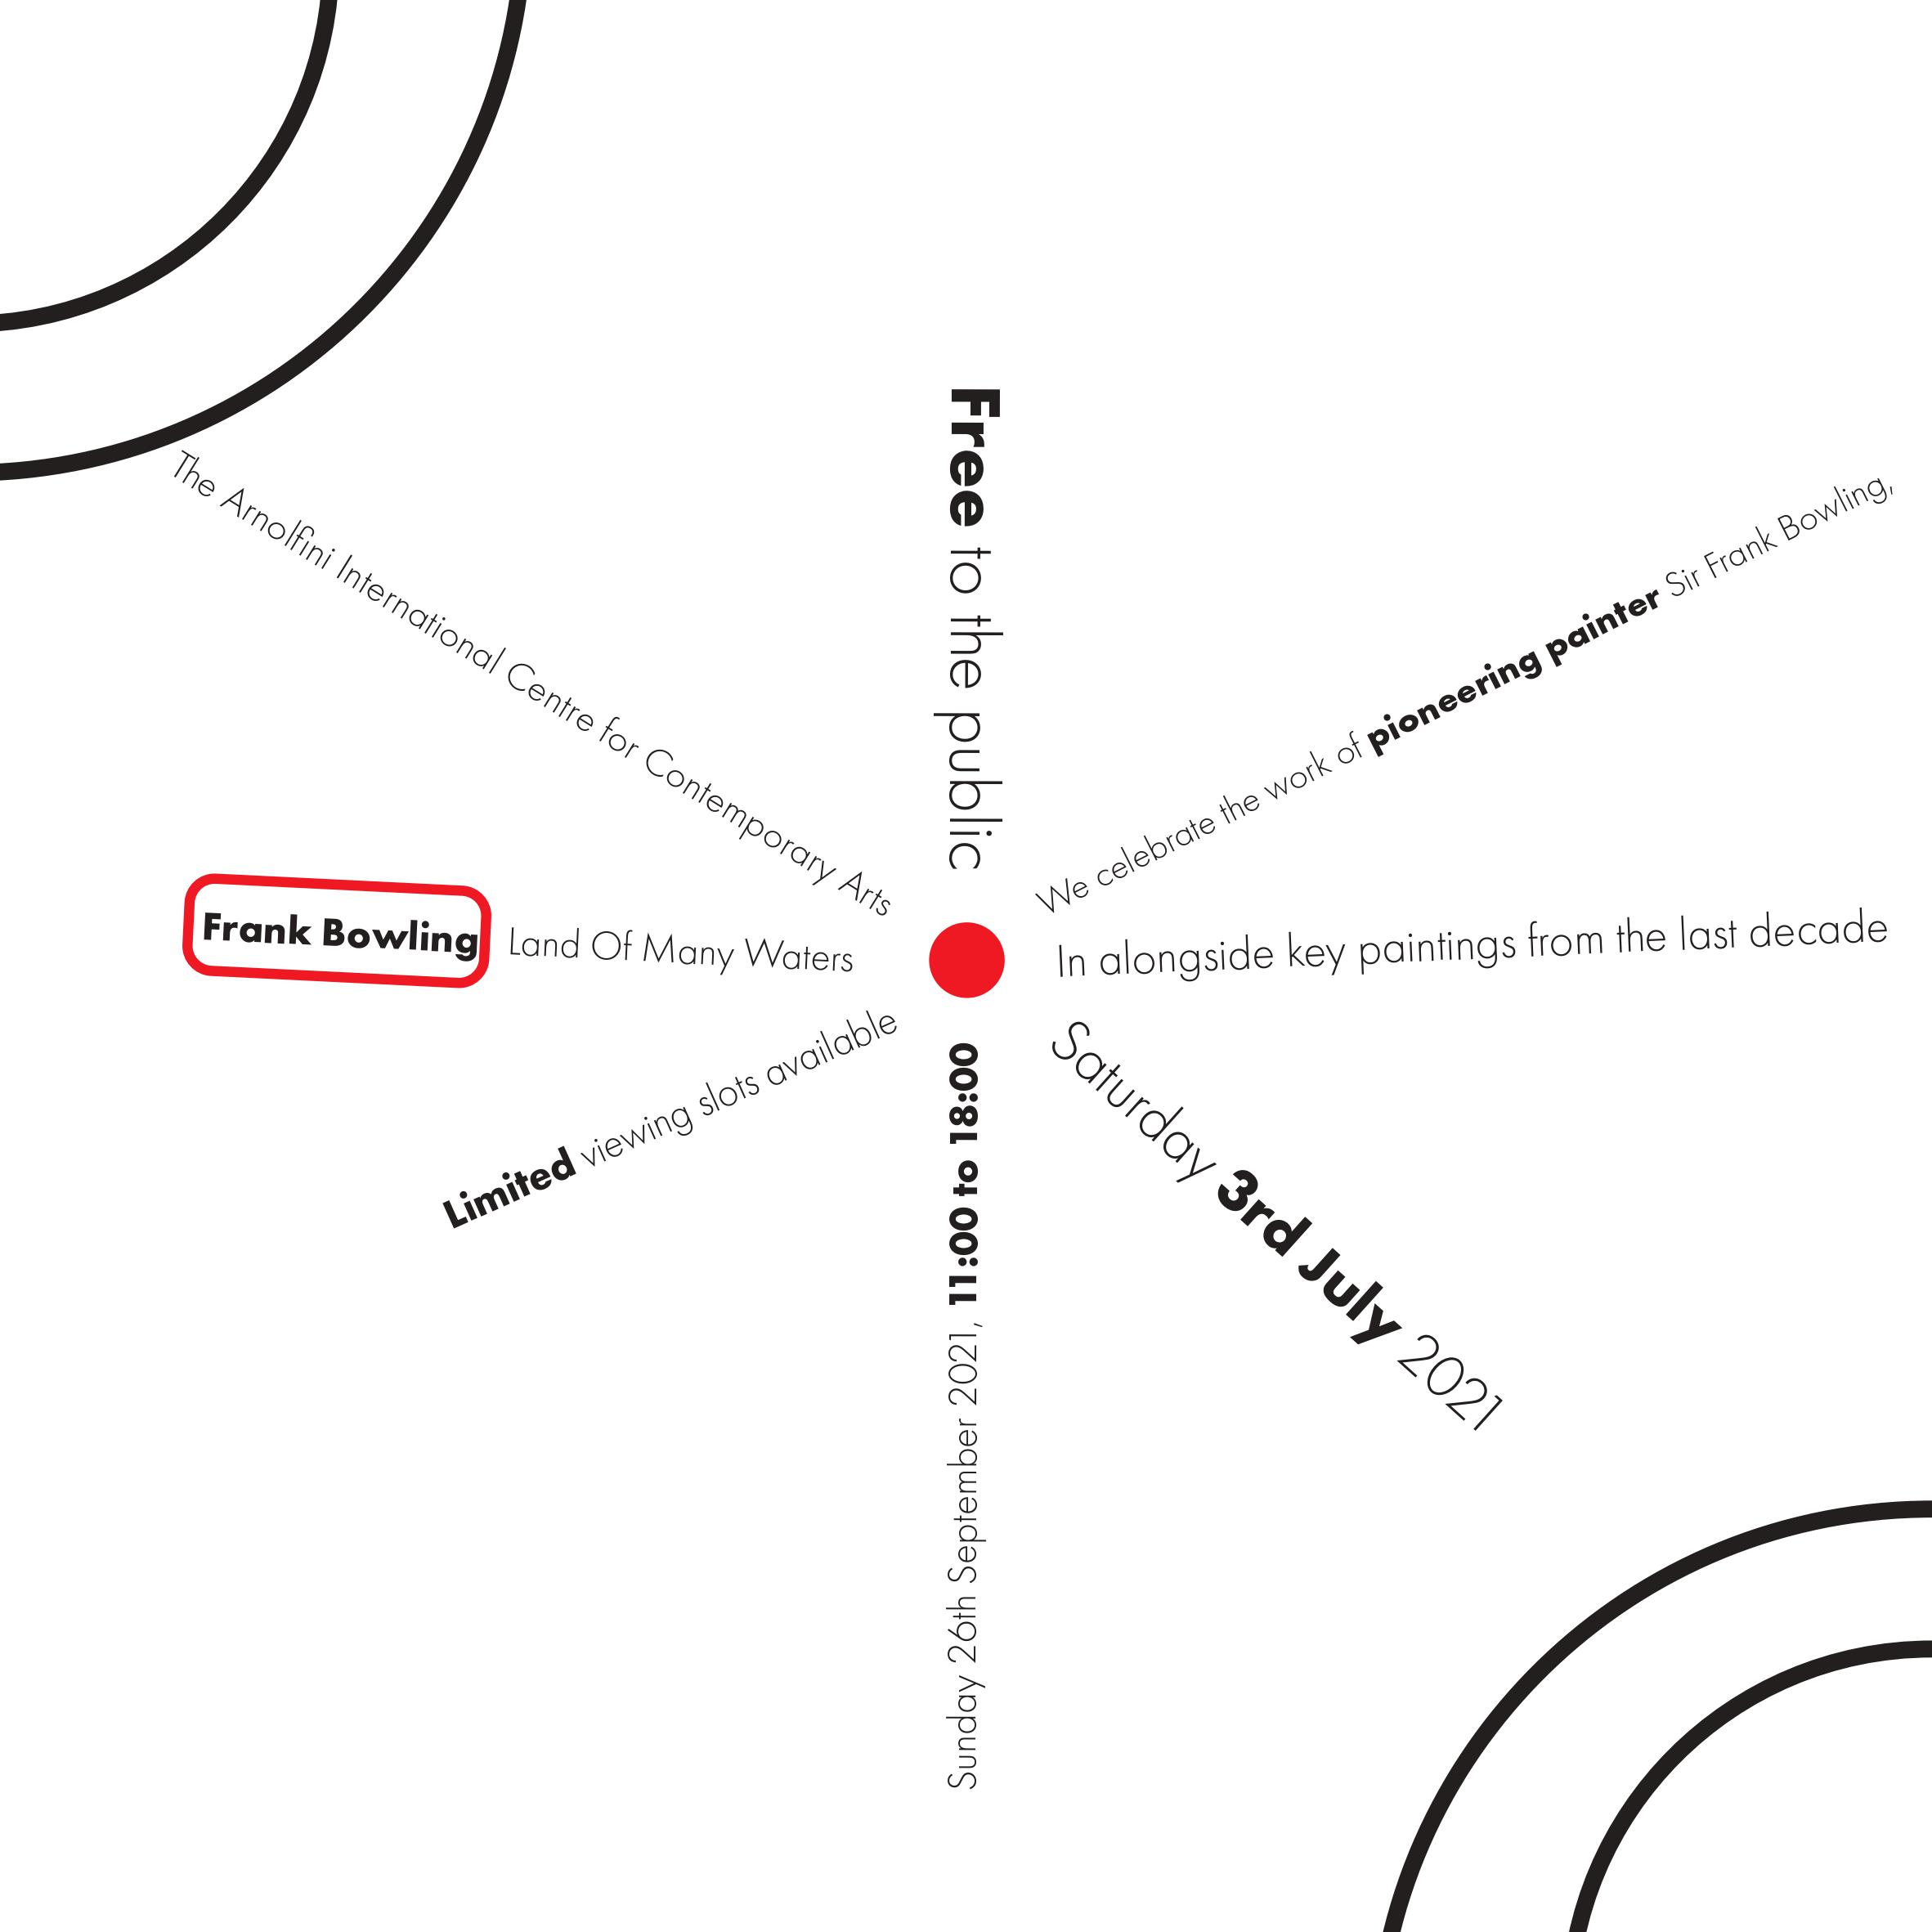 The Arnolfini International Centre for Contemporary Arts
Frank Bowling Land Of Many Waters
Limited viewing slots available
Free to the public
We celebrate the work of pioneering painter Sir Frank Bowling,
In alongside key paintings from the last decade
Saturday 3rd July 2021
Sunday 26th September 2021, 11:00 to 18:00